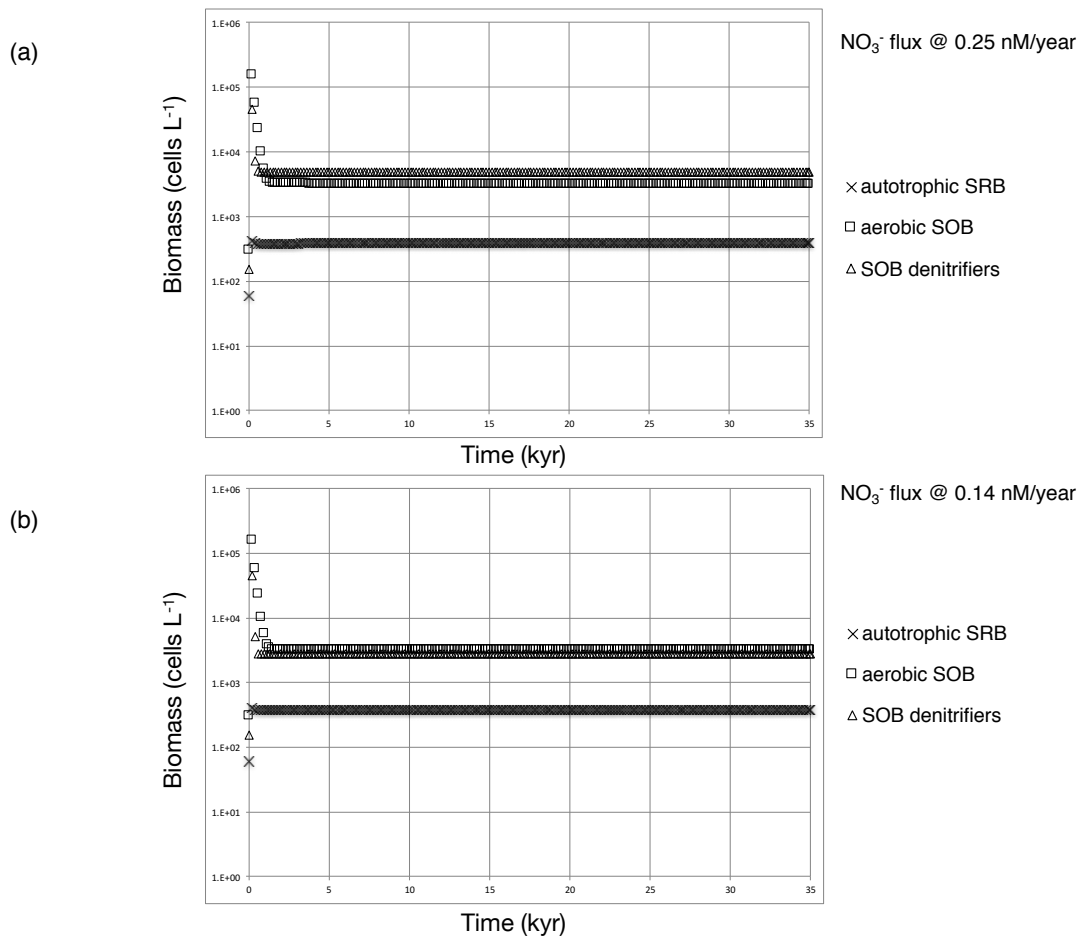 (a)
NO₃⁻ flux @ 0.25 nM/year
Biomass (cells L⁻¹)
1.E+06
1.E+05
1.E+04
1.E+03
1.E+02
1.E+01
1.E+00
0 5 10 15 20 25 30 35
Time (kyr)
autotrophic SRB
aerobic SOB
SOB denitrifiers
(b)
NO₃⁻ flux @ 0.14 nM/year
Biomass (cells L⁻¹)
1.E+06
1.E+05
1.E+04
1.E+03
1.E+02
1.E+01
1.E+00
0 5 10 15 20 25 30 35
Time (kyr)
autotrophic SRB
aerobic SOB
SOB denitrifiers